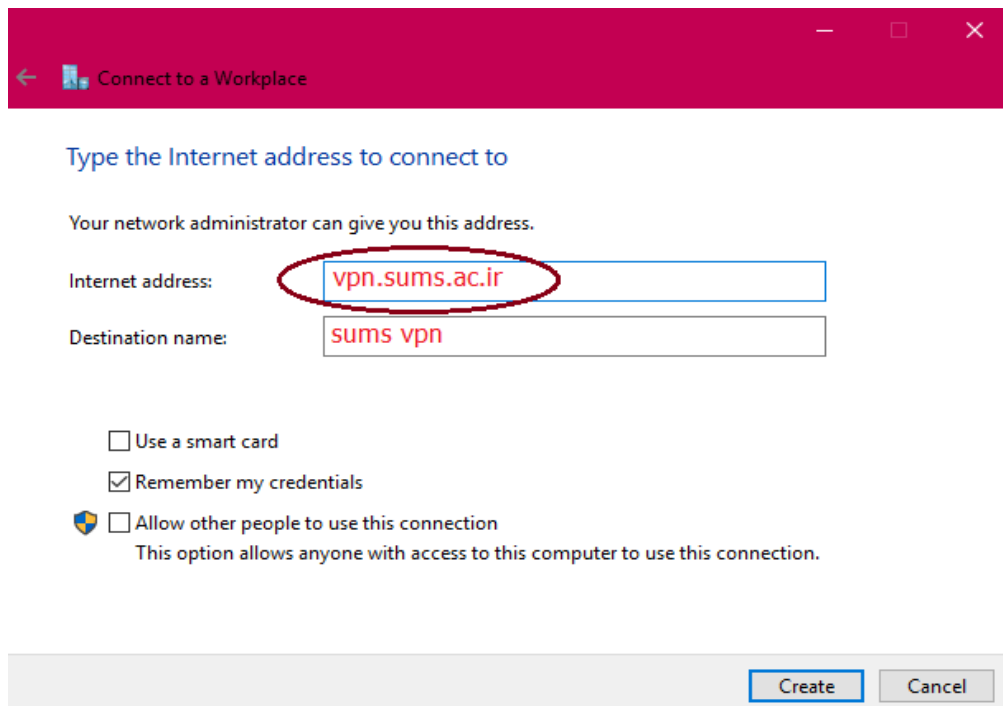 Connect to a Workplace
Type the Internet address to connect to
Your network administrator can give you this address.
Internet address: vpn.sums.ac.ir
Destination name: sums vpn
Use a smart card
Remember my credentials
Allow other people to use this connection
This option allows anyone with access to this computer to use this connection.
Create Cancel